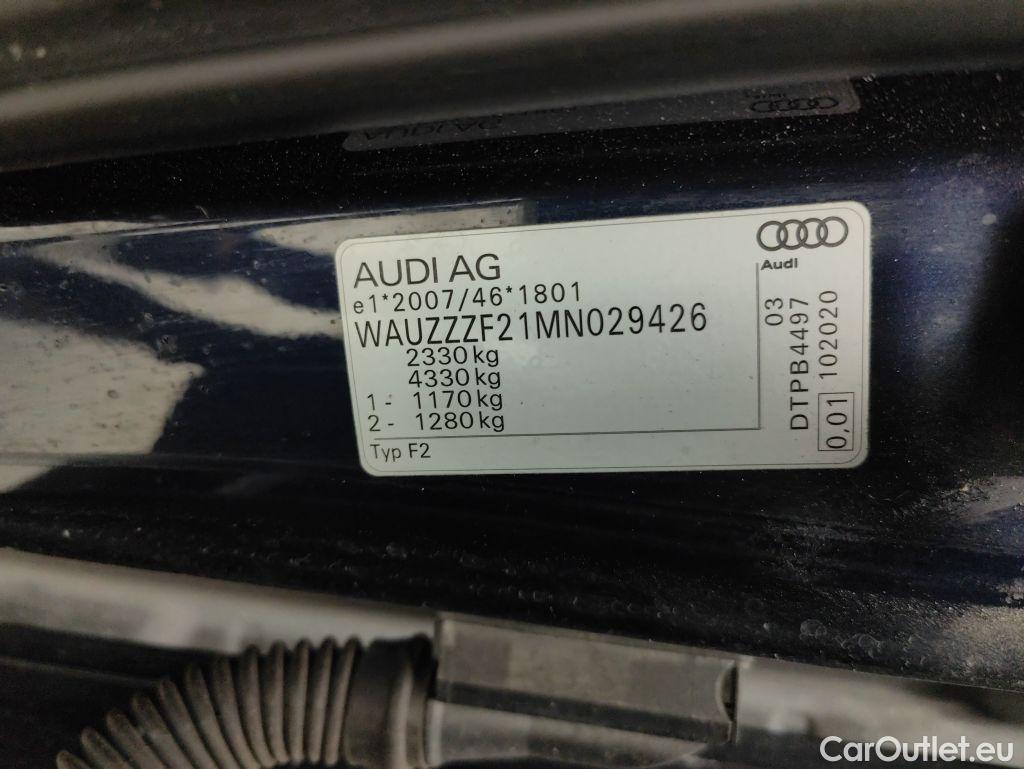 AUDI AG
e1*2007/46*1801
WAUZZZF21MN029426
2330 kg
4330 kg
1 - 1170 kg
2 - 1280 kg
Typ F2
Audi
03
DTPB4497
0,01 102020
CarOutlet.eu